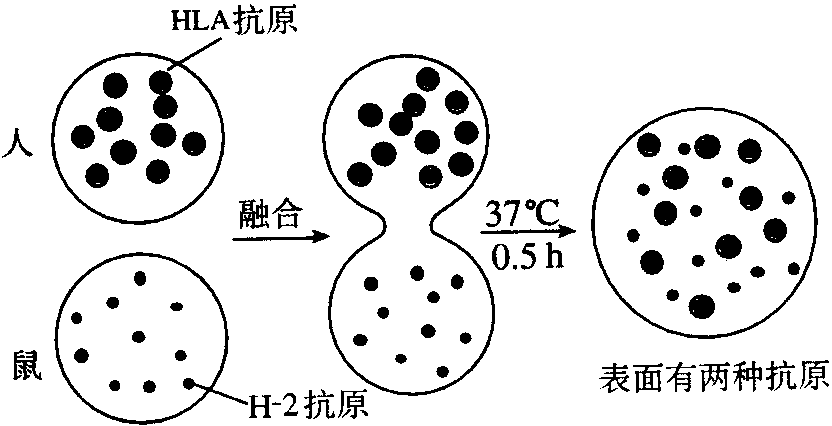 HLA抗原
人
融合
37℃
0.5 h
鼠
H-2抗原
表面有两种抗原